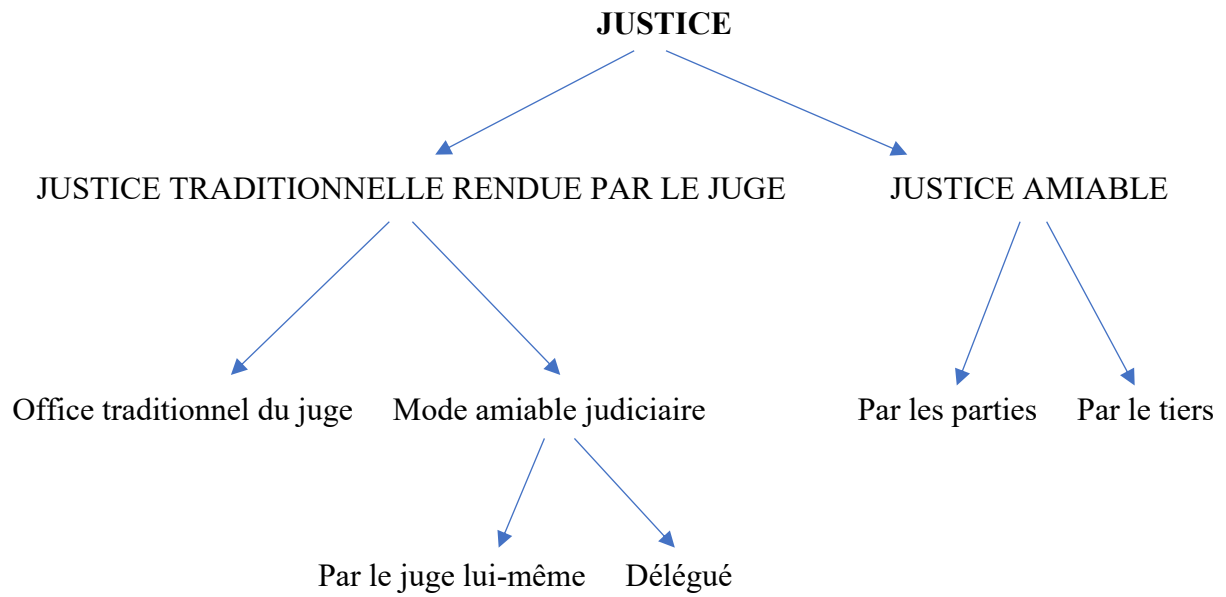 JUSTICE
JUSTICE TRADITIONNELLE RENDUE PAR LE JUGE JUSTICE AMIABLE
Office traditionnel du juge Mode amiable judiciaire Par les parties Par le tiers
Par le juge lui-même Délégué